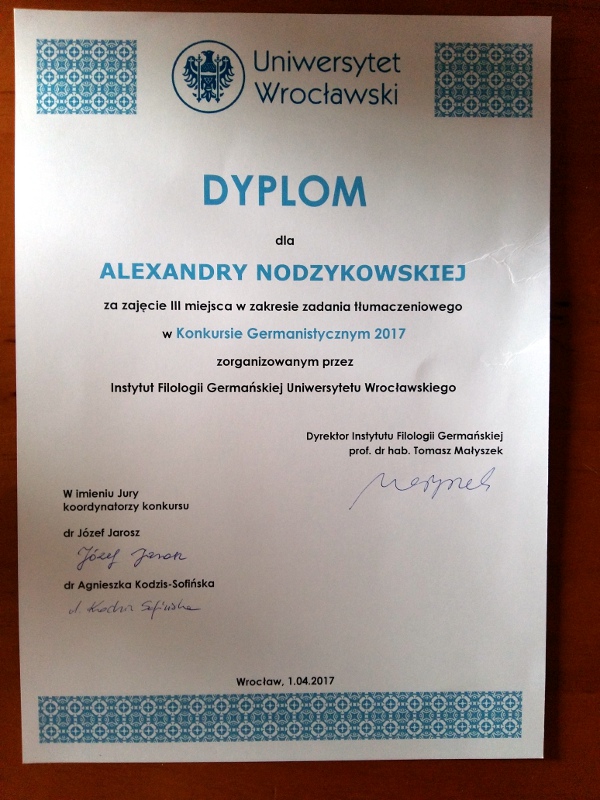 Uniwersytet
Wrocławski
DYPLOM
dla
ALEXANDRY NODZYKOWSKIEJ
za zajęcie III miejsca w zakresie zadania tłumaczeniowego
w Konkursie Germanistycznym 2017
zorganizowanym przez
Instytut Filologii Germańskiej Uniwersytetu Wrocławskiego
Dyrektor Instytutu Filologii Germańskiej
prof. dr hab. Tomasz Małyszek
W imieniu Jury
koordynatorzy konkursu
dr Józef Jarosz
Józef Jarosz
dr Agnieszka Kodzis-Sofińska
Wrocław, 1.04.2017